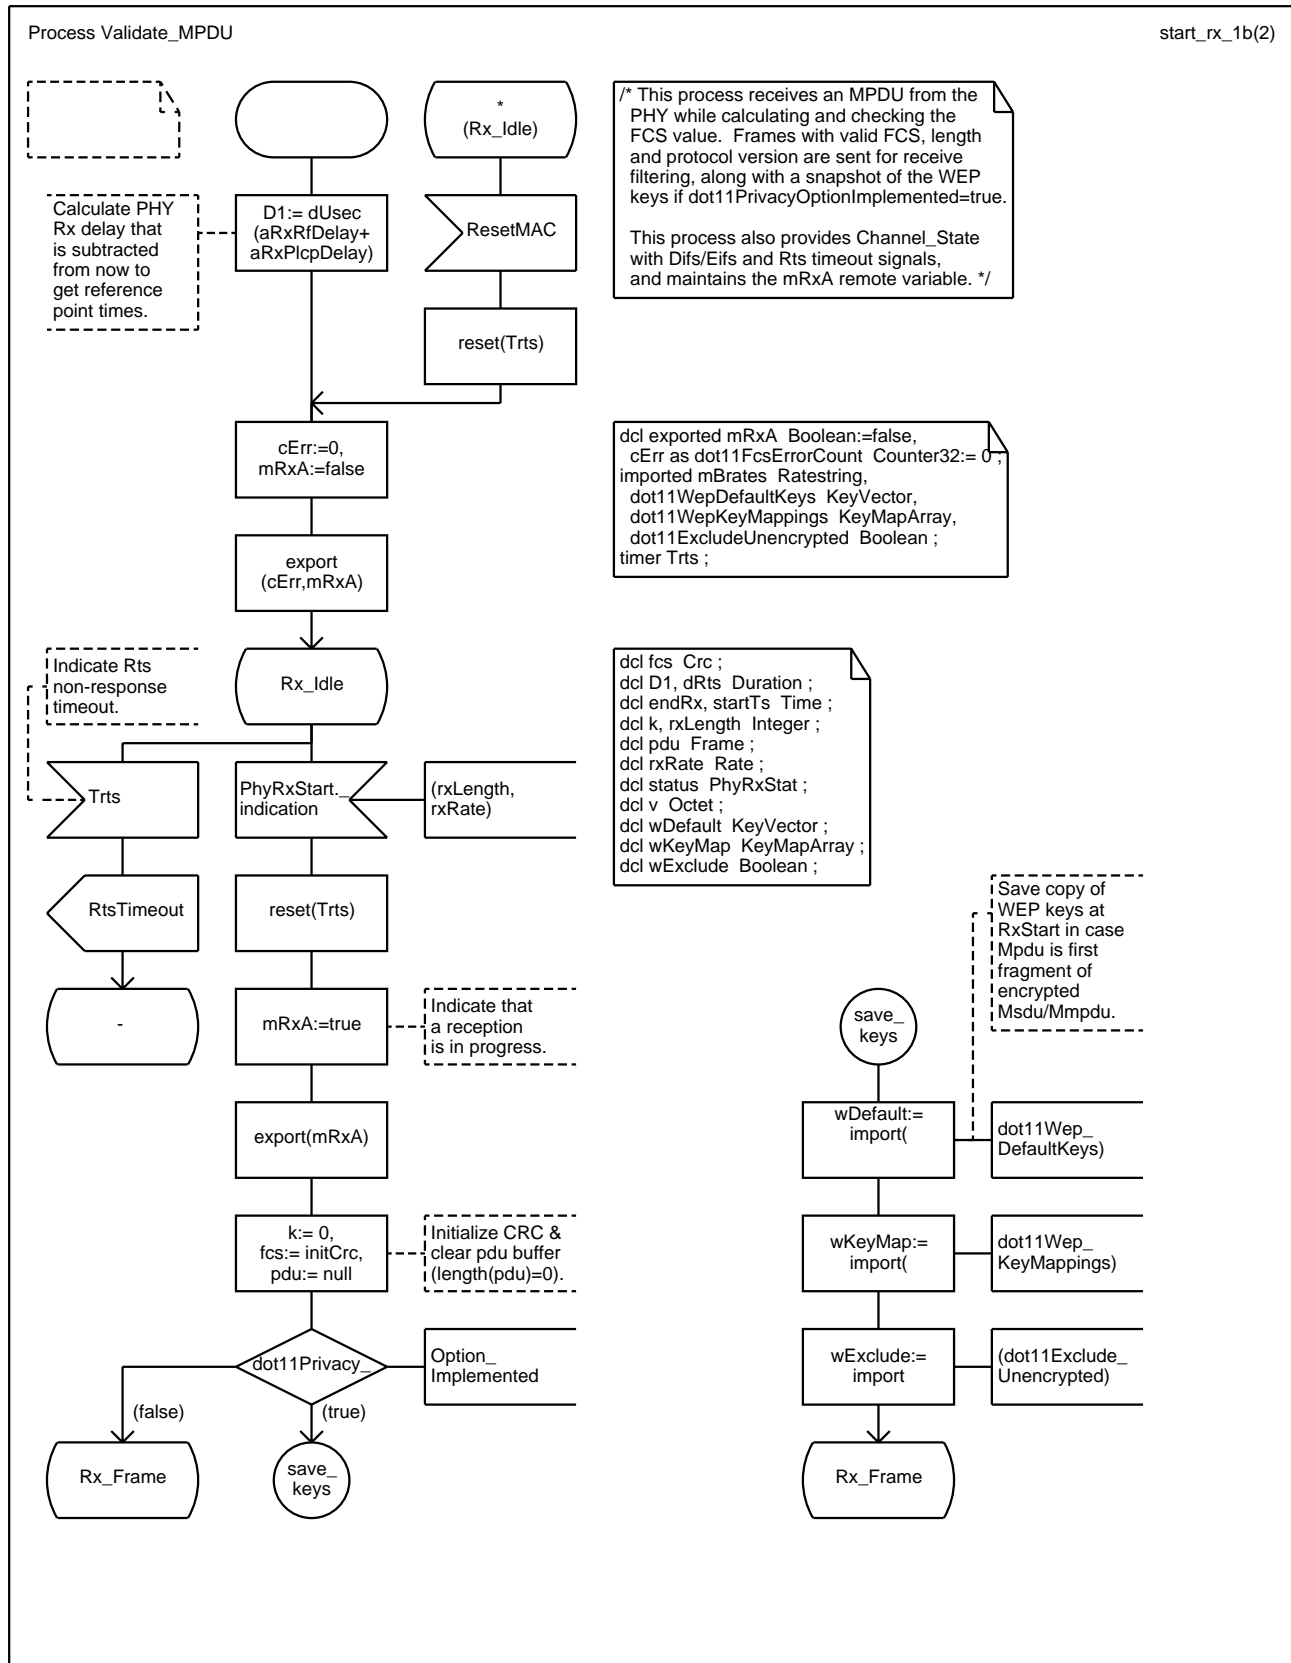 Process Validate_MPDU
start_rx_1b(2)
*
(Rx_Idle)
/* This process receives an MPDU from the
PHY while calculating and checking the
FCS value.  Frames with valid FCS, length
and protocol version are sent for receive
filtering, along with a snapshot of the WEP
keys if dot11PrivacyOptionImplemented=true.
This process also provides Channel_State
with Difs/Eifs and Rts timeout signals,
and maintains the mRxA remote variable. */
Calculate PHY
Rx delay that
is subtracted
from now to
get reference
point times.
D1:= dUsec
(aRxRfDelay+
aRxPlcpDelay)
ResetMAC
reset(Trts)
cErr:=0,
mRxA:=false
dcl exported mRxA  Boolean:=false,
cErr as dot11FcsErrorCount  Counter32:= 0 ;
imported mBrates  Ratestring,
dot11WepDefaultKeys  KeyVector,
dot11WepKeyMappings  KeyMapArray,
dot11ExcludeUnencrypted  Boolean ;
timer Trts ;
export
(cErr,mRxA)
Indicate Rts
non-response
timeout.
Rx_Idle
dcl fcs  Crc ;
dcl D1, dRts  Duration ;
dcl endRx, startTs  Time ;
dcl k, rxLength  Integer ;
dcl pdu  Frame ;
dcl rxRate  Rate ;
dcl status  PhyRxStat ;
dcl v  Octet ;
dcl wDefault  KeyVector ;
dcl wKeyMap  KeyMapArray ;
dcl wExclude  Boolean ;
Trts
PhyRxStart._
indication
(rxLength,
rxRate)
RtsTimeout
reset(Trts)
Save copy of
WEP keys at
RxStart in case
Mpdu is first
fragment of
encrypted
Msdu/Mmpdu.
-
mRxA:=true
Indicate that
a reception
is in progress.
save_
keys
export(mRxA)
wDefault:=
import(
dot11Wep_
DefaultKeys)
k:= 0,
fcs:= initCrc,
pdu:= null
Initialize CRC &
clear pdu buffer
(length(pdu)=0).
wKeyMap:=
import(
dot11Wep_
KeyMappings)
dot11Privacy_
Option_
Implemented
wExclude:=
import
(dot11Exclude_
Unencrypted)
(false)
(true)
Rx_Frame
save_
keys
Rx_Frame